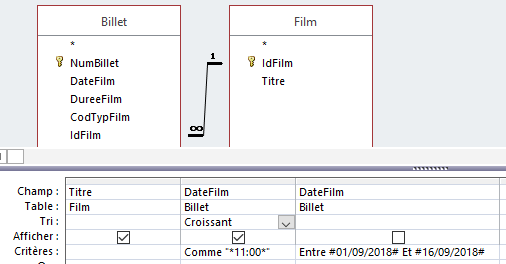 Billet
*
NumBillet
DateFilm
DureeFilm
CodTypFilm
IdFilm
1
∞
Film
*
IdFilm
Titre
Champ : Titre DateFilm DateFilm
Table : Film Billet Billet
Tri : Croissant
Afficher :
Critères : Comme "*11:00*" Entre #01/09/2018# Et #16/09/2018#